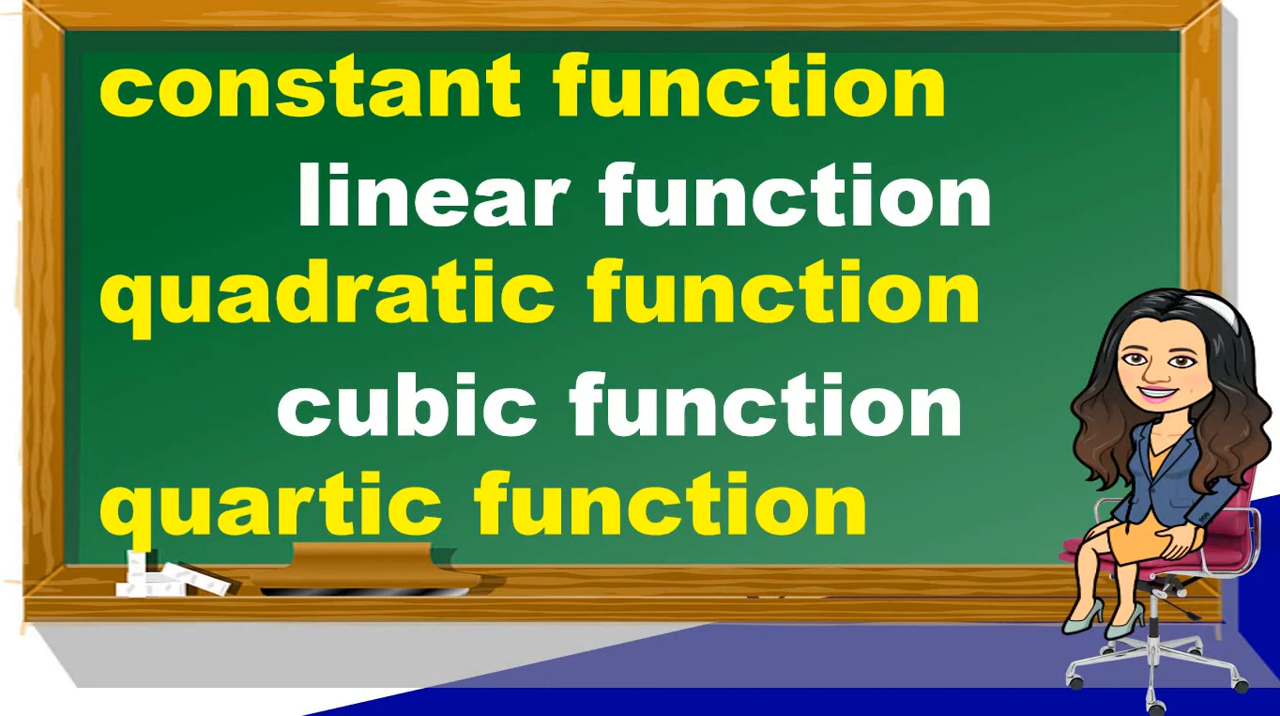 constant function
linear function
quadratic function
cubic function
quartic function